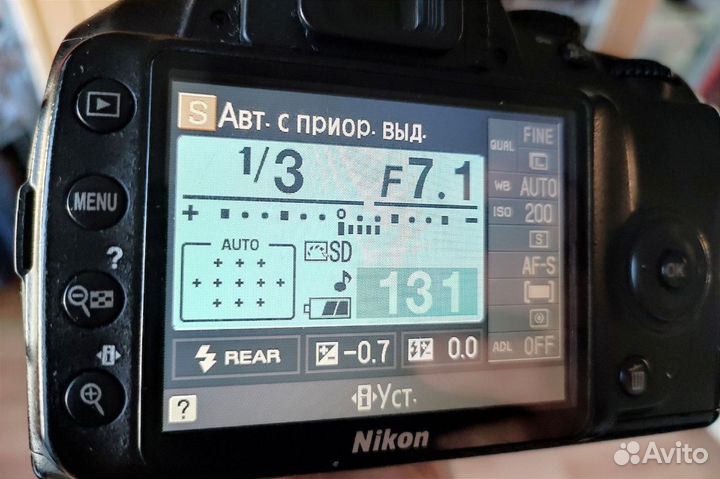 S Авт. с приор. выд.
1/3 F7.1
+ -
AUTO
SD
131
QUAL FINE
L
WB AUTO
ISO 200
S
AF-S
ADL OFF
REAR
-0.7
0.0
? i Уст.
MENU
?
i
OK
Nikon
Avito